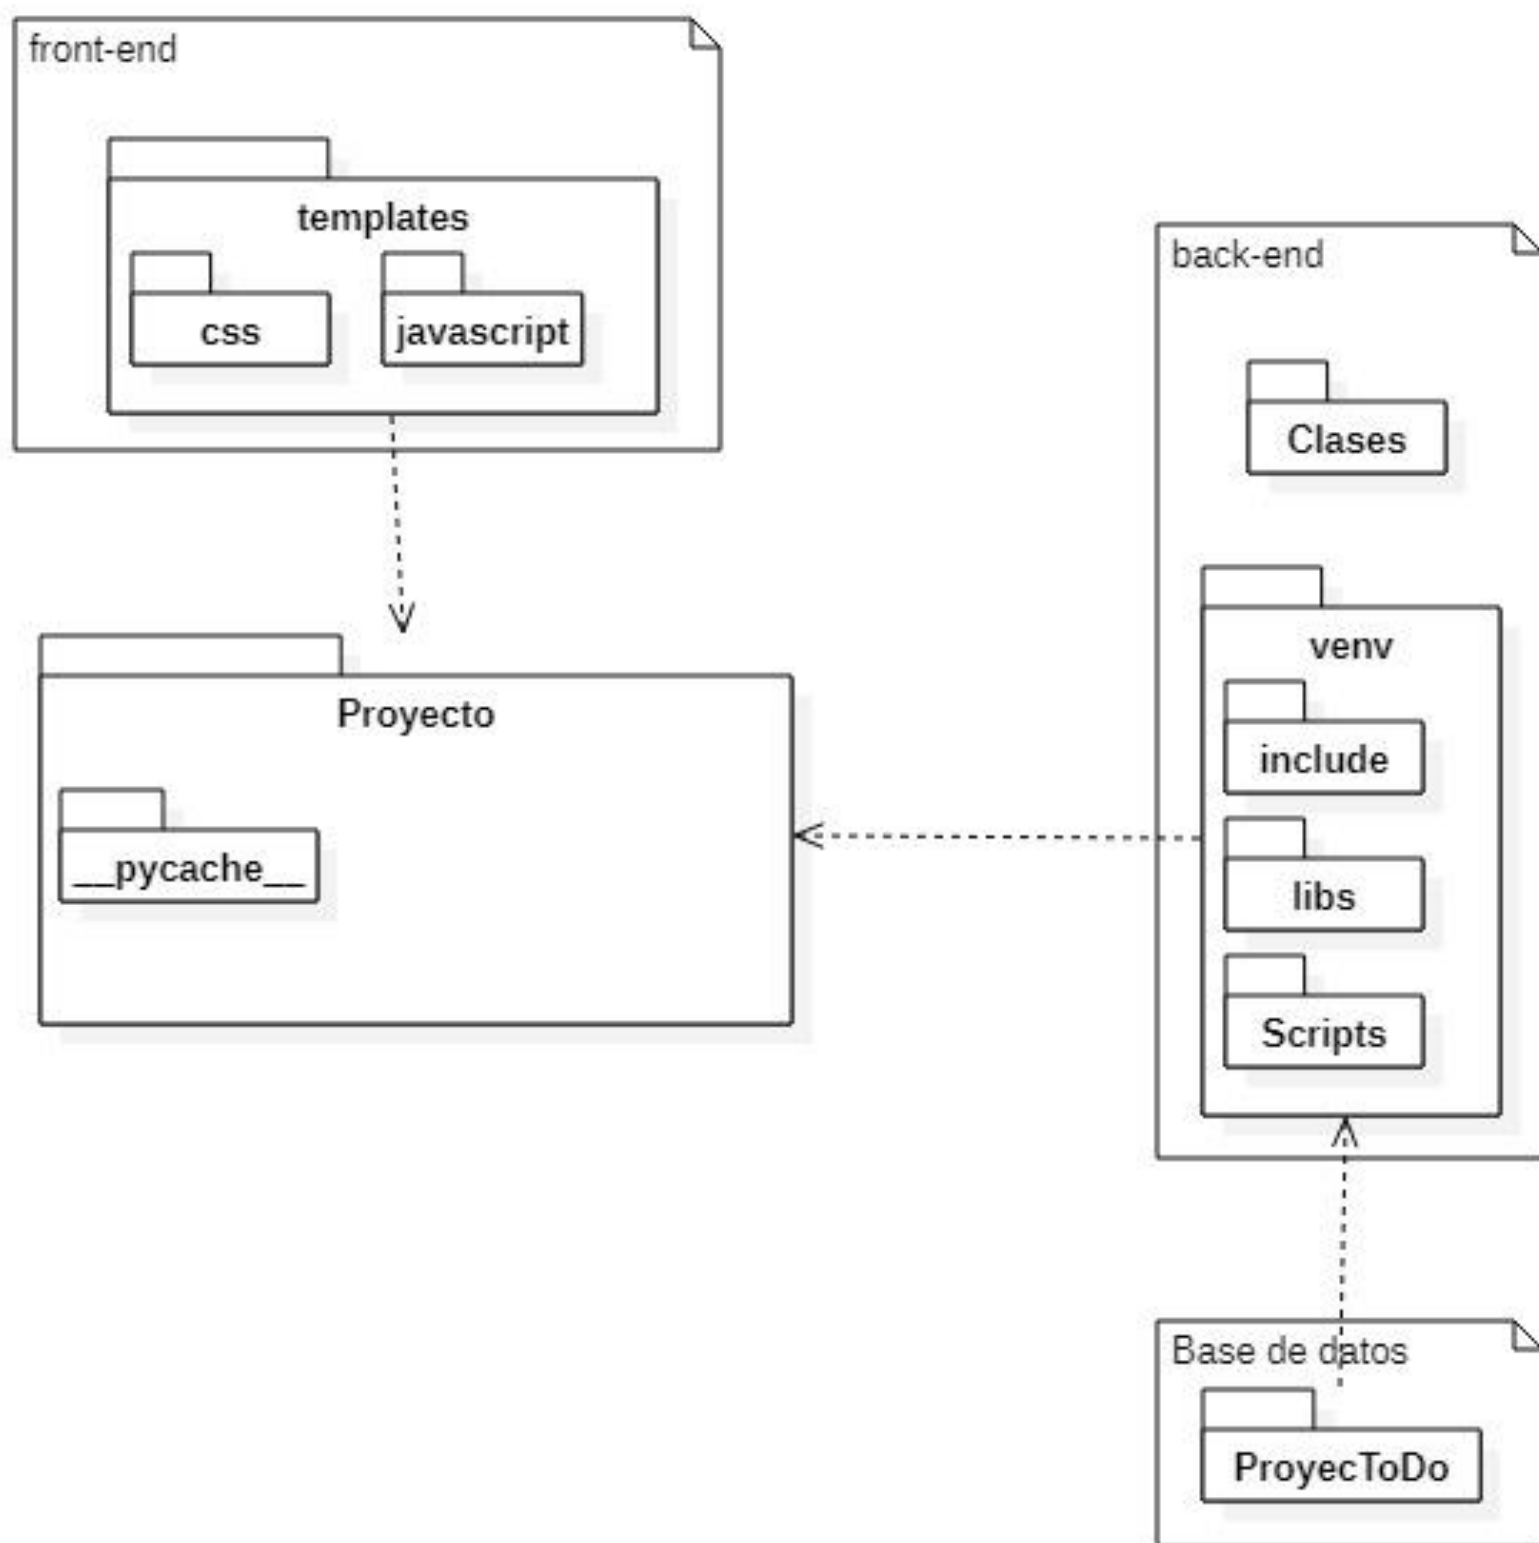 front-end
templates
css
javascript
Proyecto
__pycache__
back-end
Clases
venv
include
libs
Scripts
Base de datos
ProyecToDo